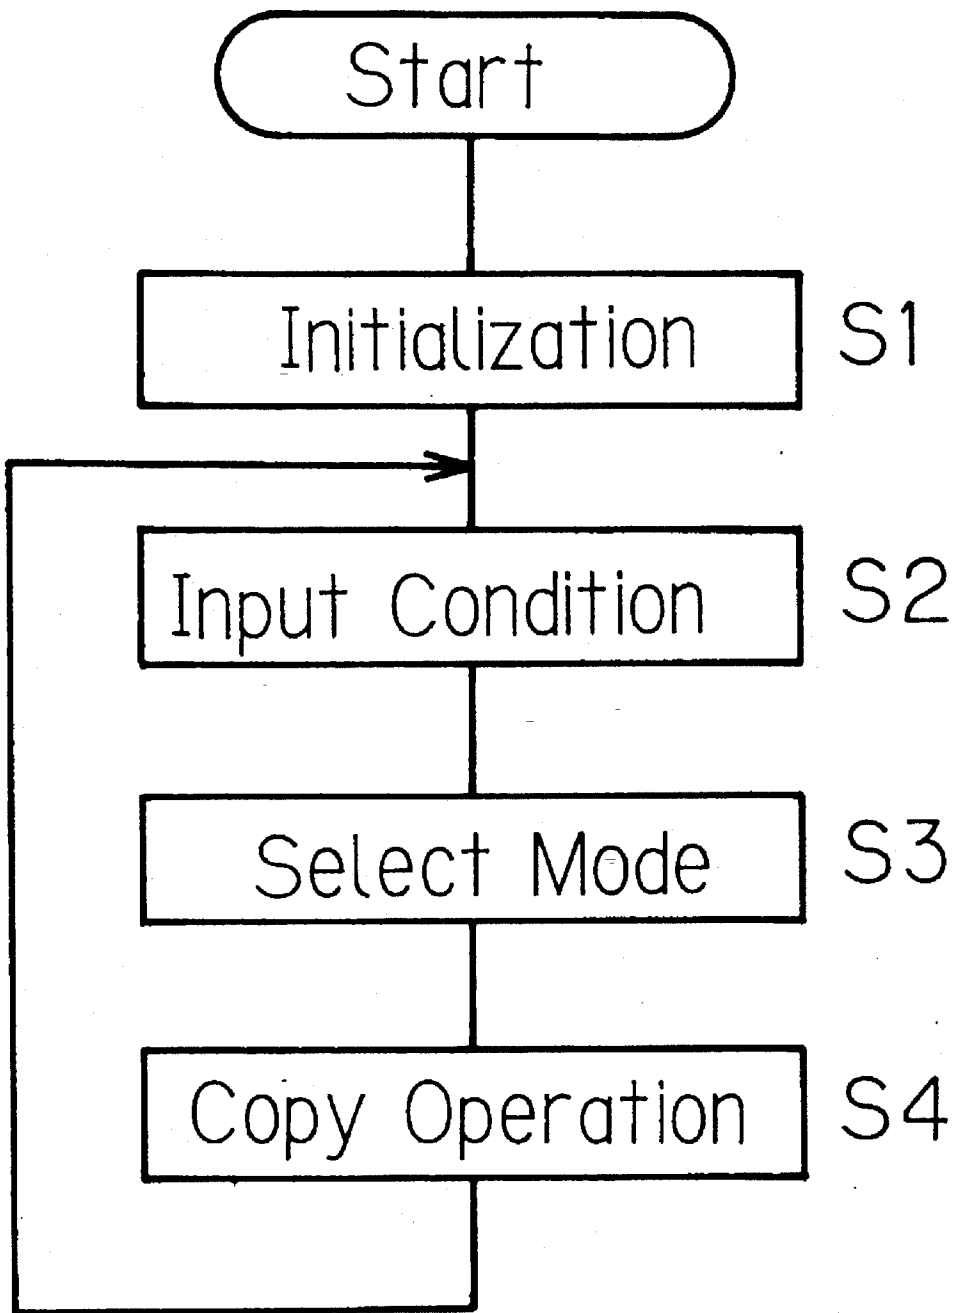 Start
Initialization S1
Input Condition S2
Select Mode S3
Copy Operation S4